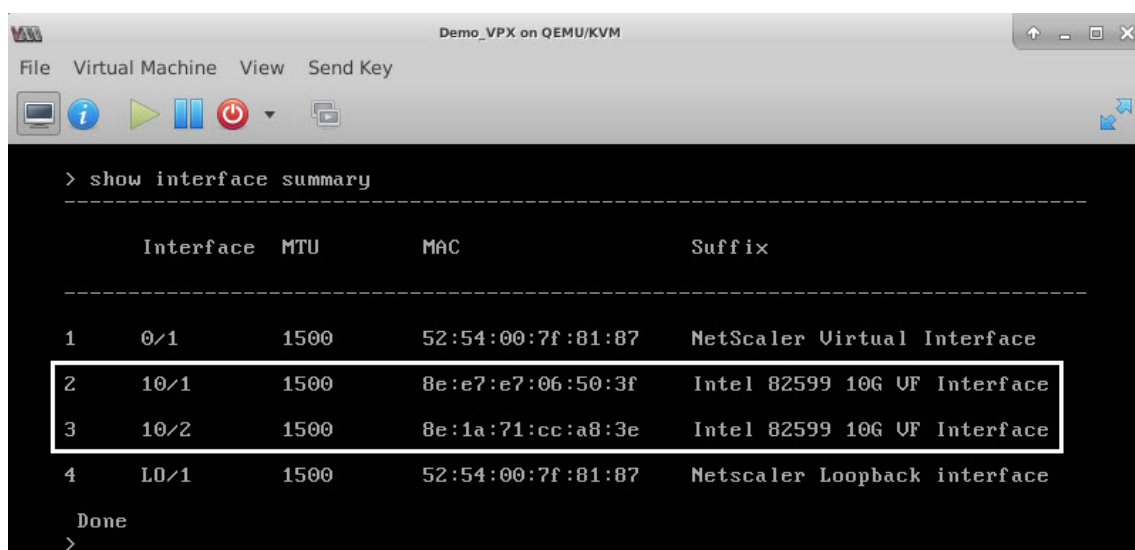 Demo_VPX on QEMU/KVM
File Virtual Machine View Send Key
> show interface summary
--------------------------------------------------------------------------------
Interface MTU MAC Suffix
--------------------------------------------------------------------------------
1 0/1 1500 52:54:00:7f:81:87 NetScaler Virtual Interface
2 10/1 1500 8e:e7:e7:06:50:3f Intel 82599 10G VF Interface
3 10/2 1500 8e:1a:71:cc:a8:3e Intel 82599 10G VF Interface
4 LO/1 1500 52:54:00:7f:81:87 Netscaler Loopback interface
Done
>